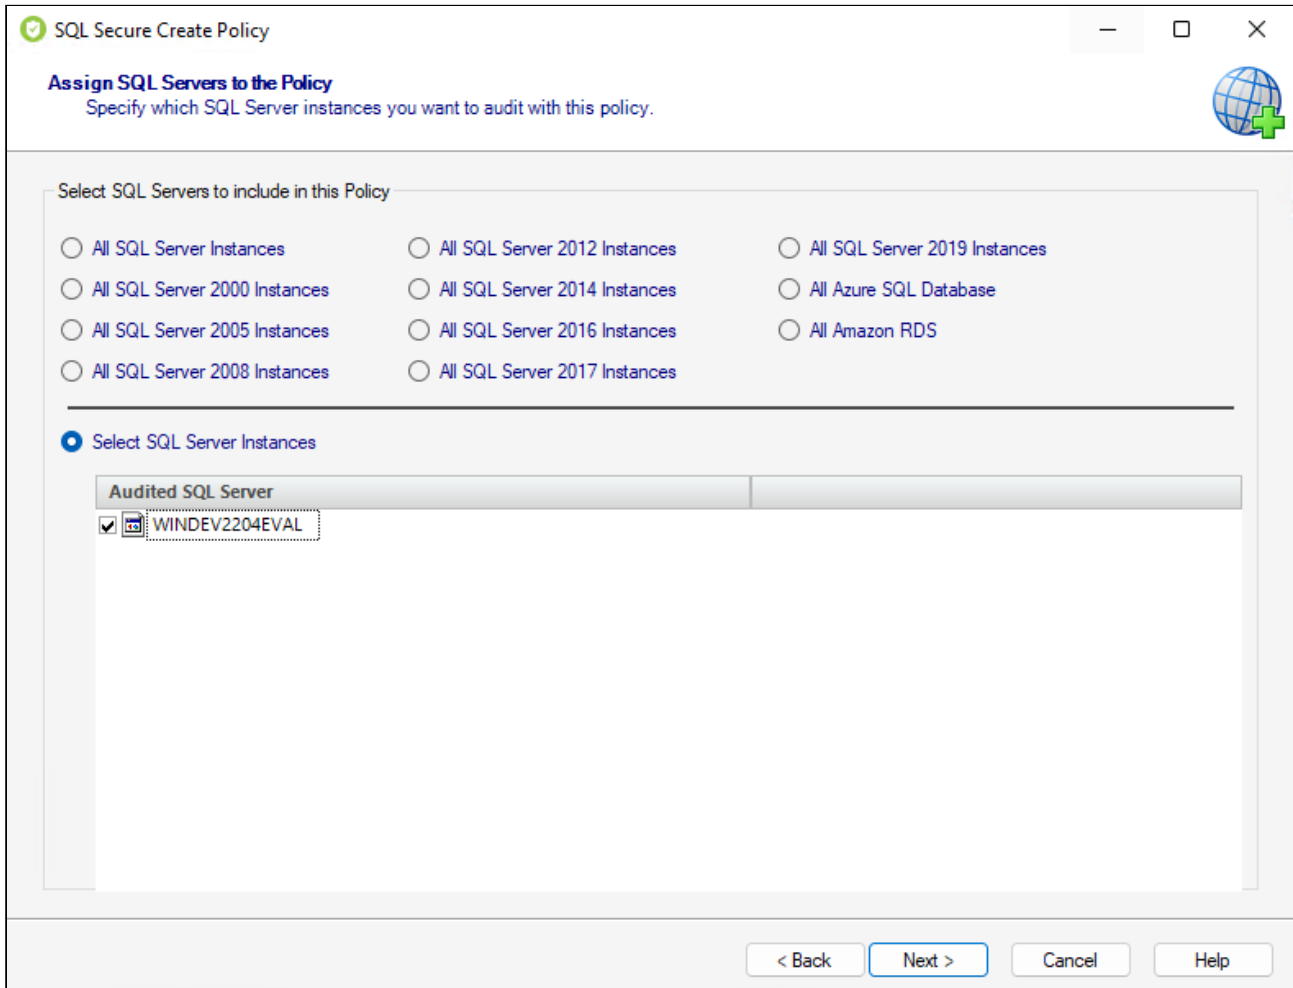 SQL Secure Create Policy
Assign SQL Servers to the Policy
Specify which SQL Server instances you want to audit with this policy.
Select SQL Servers to include in this Policy
All SQL Server Instances
All SQL Server 2012 Instances
All SQL Server 2019 Instances
All SQL Server 2000 Instances
All SQL Server 2014 Instances
All Azure SQL Database
All SQL Server 2005 Instances
All SQL Server 2016 Instances
All Amazon RDS
All SQL Server 2008 Instances
All SQL Server 2017 Instances
Select SQL Server Instances
Audited SQL Server
WINDEV2204EVAL
< Back
Next >
Cancel
Help